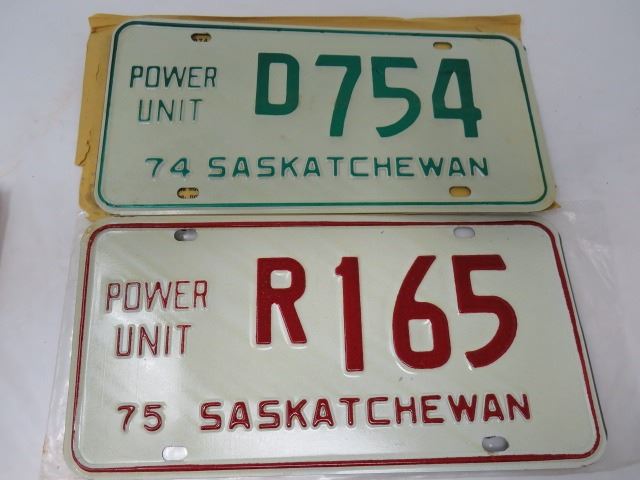 POWER UNIT D754
74 SASKATCHEWAN
POWER UNIT R165
75 SASKATCHEWAN